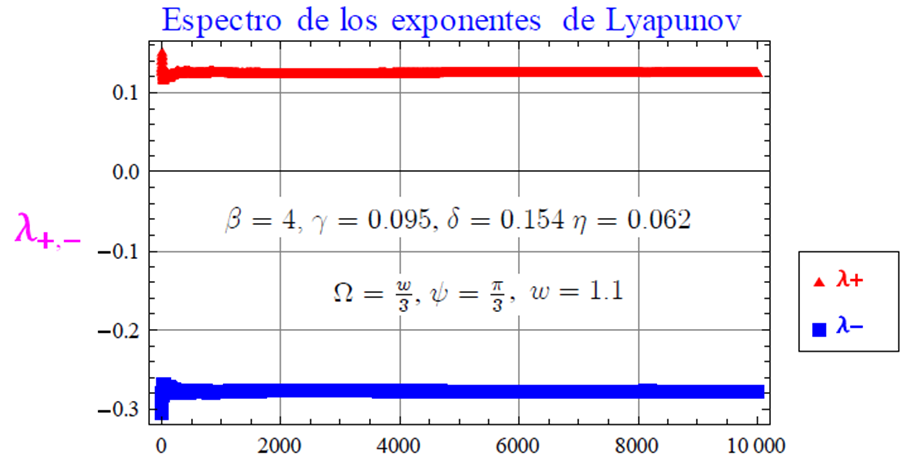 Espectro de los exponentes de Lyapunov
0.1
0.0
−0.1
−0.2
−0.3
λ+,−
β = 4, γ = 0.095, δ = 0.154 η = 0.062
Ω = w/3, ψ = π/3, w = 1.1
λ+
λ−
0 2000 4000 6000 8000 10 000